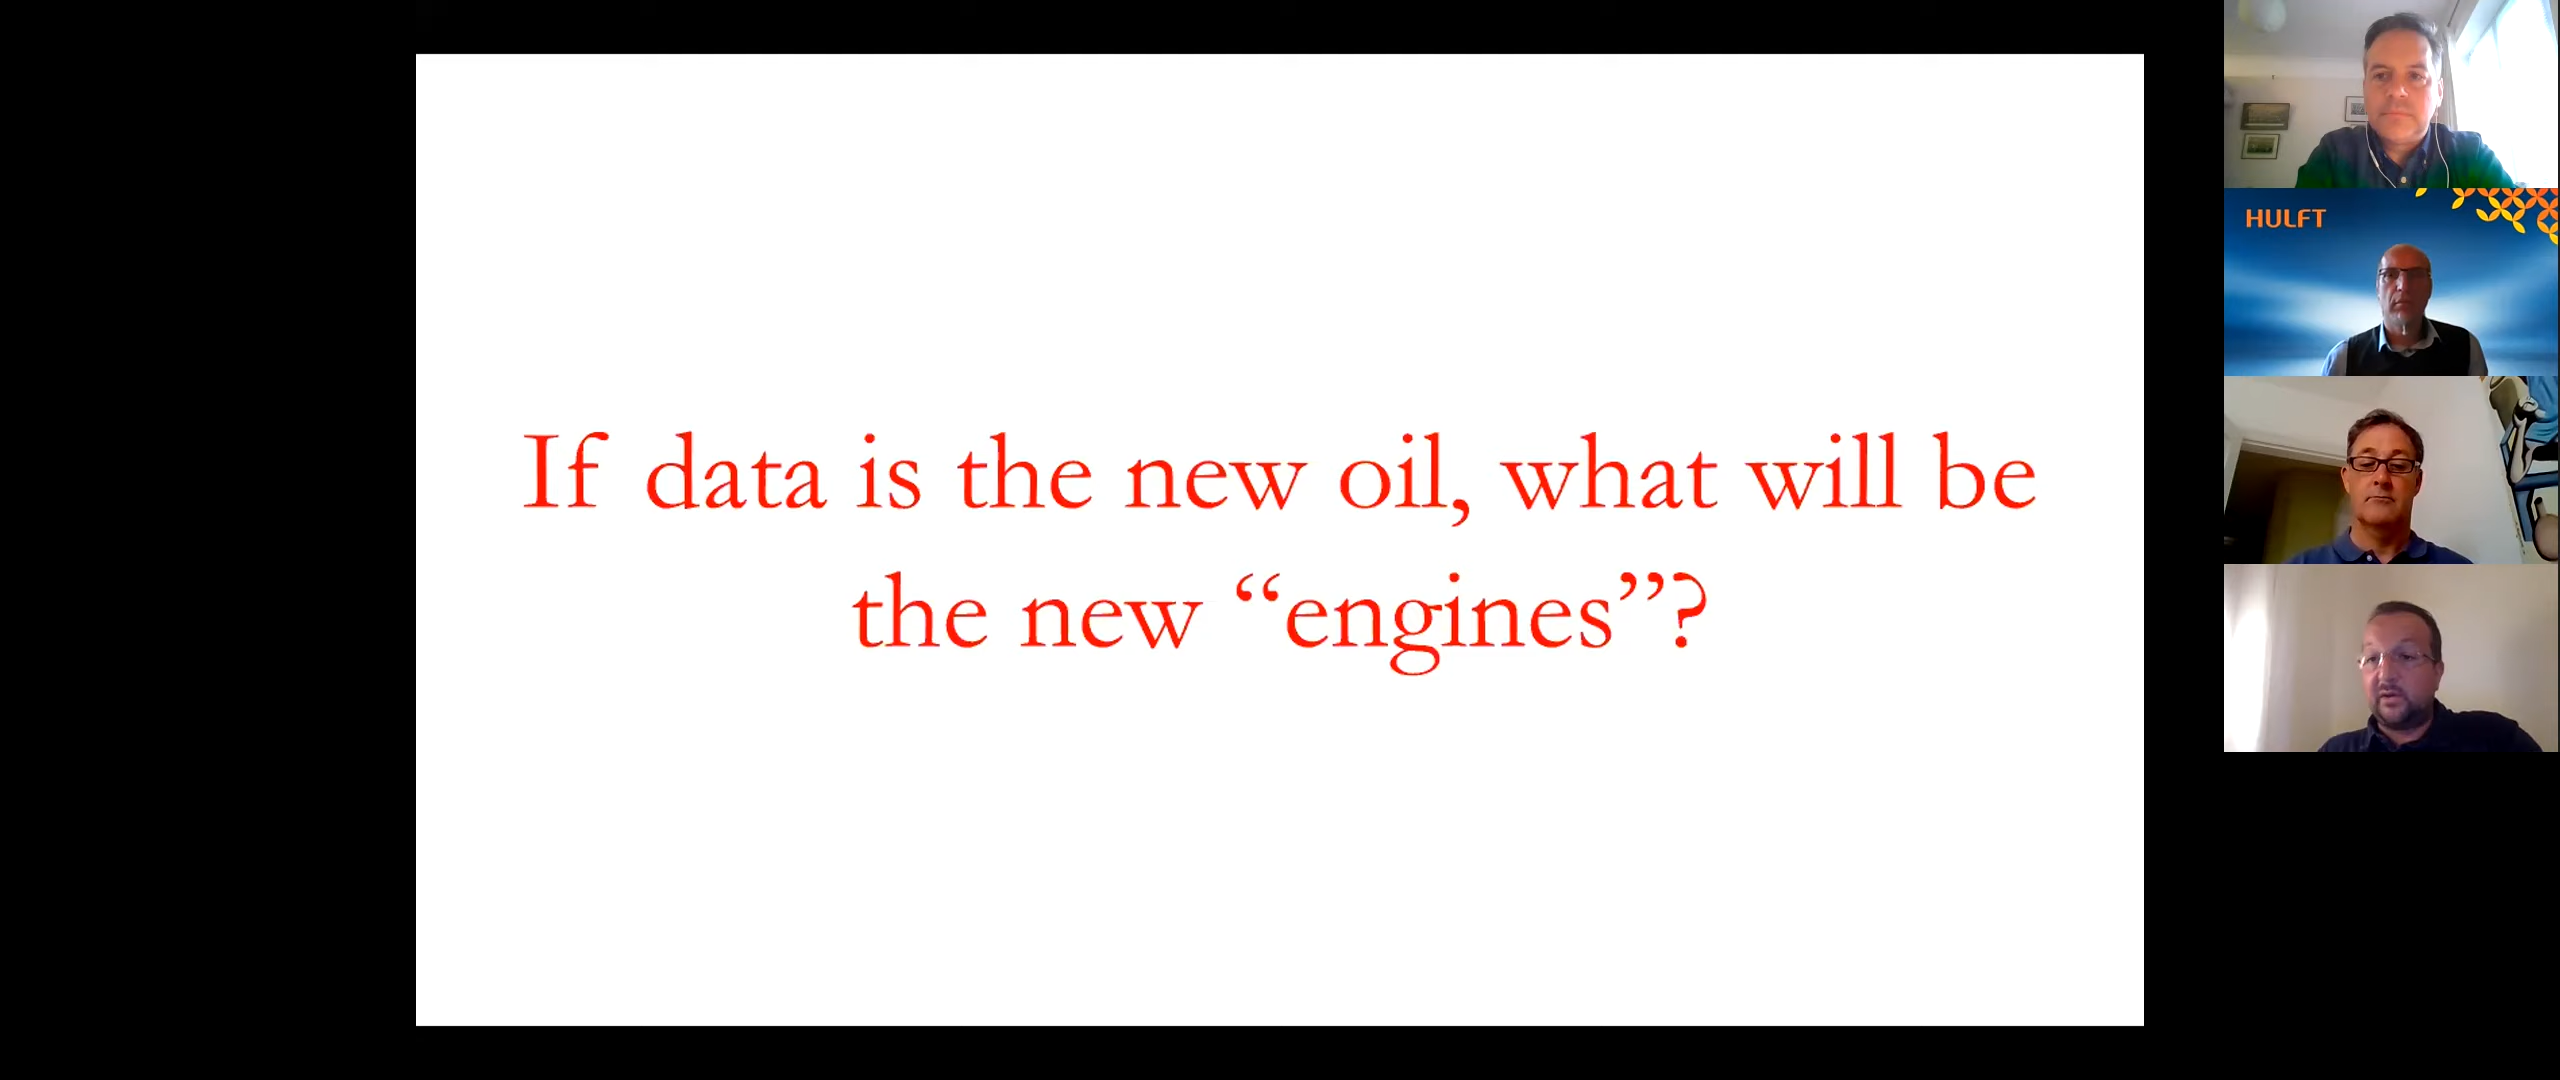 If data is the new oil, what will be
the new “engines”?
HULFT